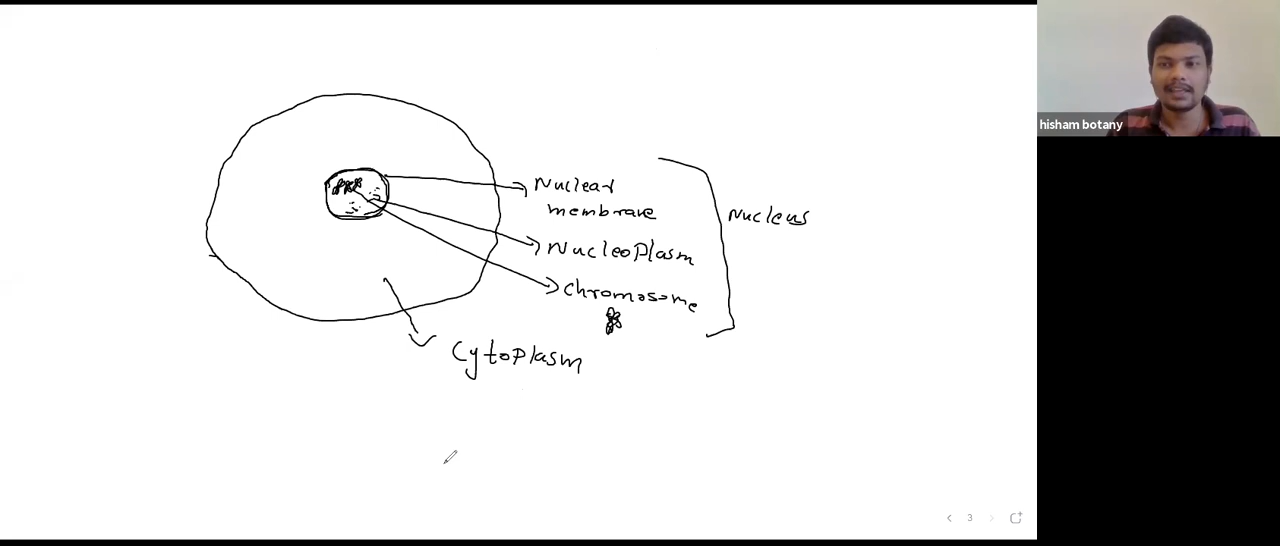 Nuclear
membrane
Nucleus
Nucleoplasm
Chromosome
Cytoplasm
hisham botany
3